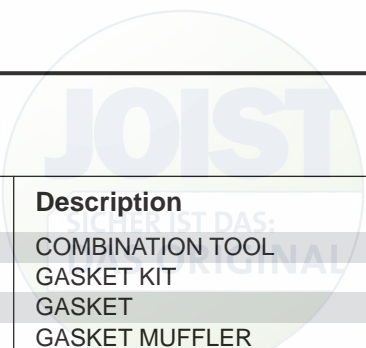 JOIST
Description
SICHER IST DAS:
COMBINATION TOOL
DAS ORIGINAL
GASKET KIT
GASKET
GASKET MUFFLER